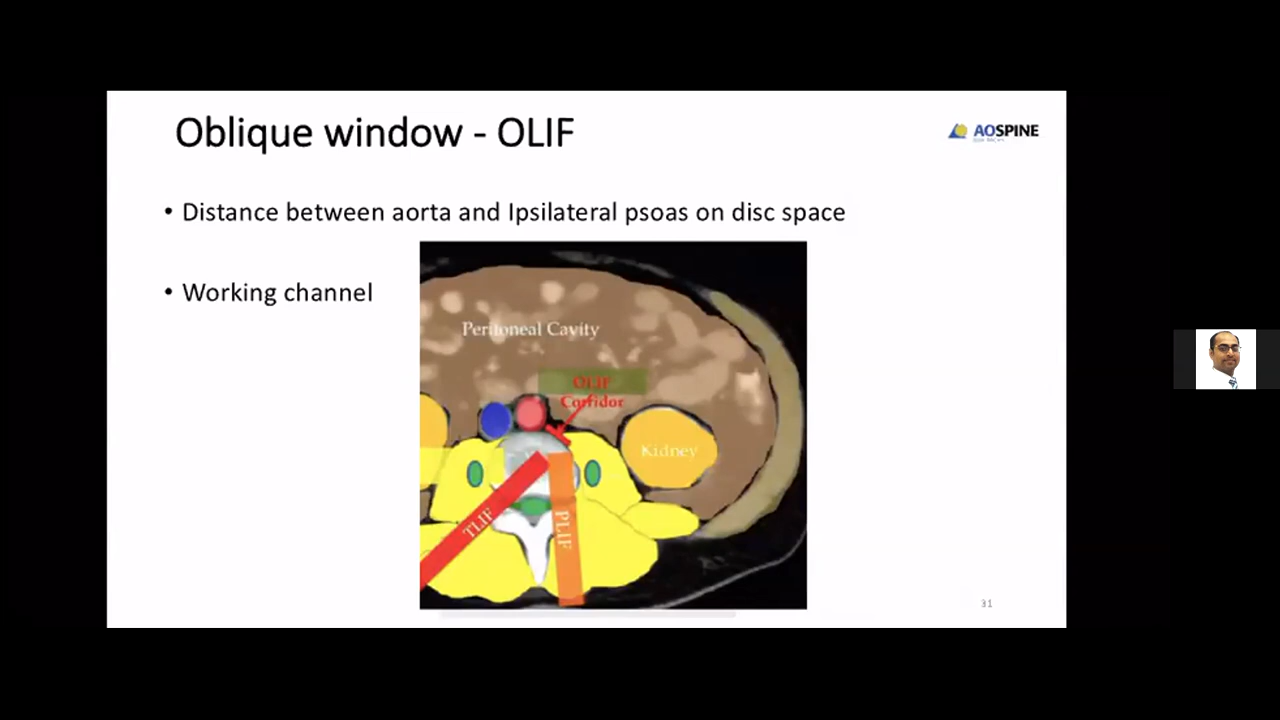 Oblique window - OLIF
AOSPINE
• Distance between aorta and Ipsilateral psoas on disc space
• Working channel
Peritoneal Cavity
OLIF
Corridor
Kidney
TLIF
PLIF
31